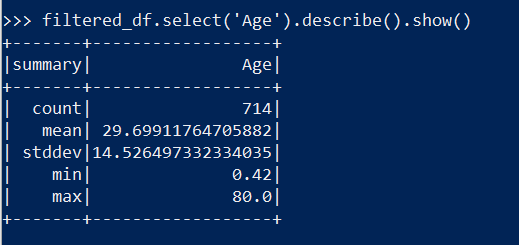 >>> filtered_df.select('Age').describe().show()
+-------+------------------+
|summary|               Age|
+-------+------------------+
|  count|               714|
|   mean| 29.69911764705882|
| stddev|14.526497332334035|
|    min|              0.42|
|    max|              80.0|
+-------+------------------+